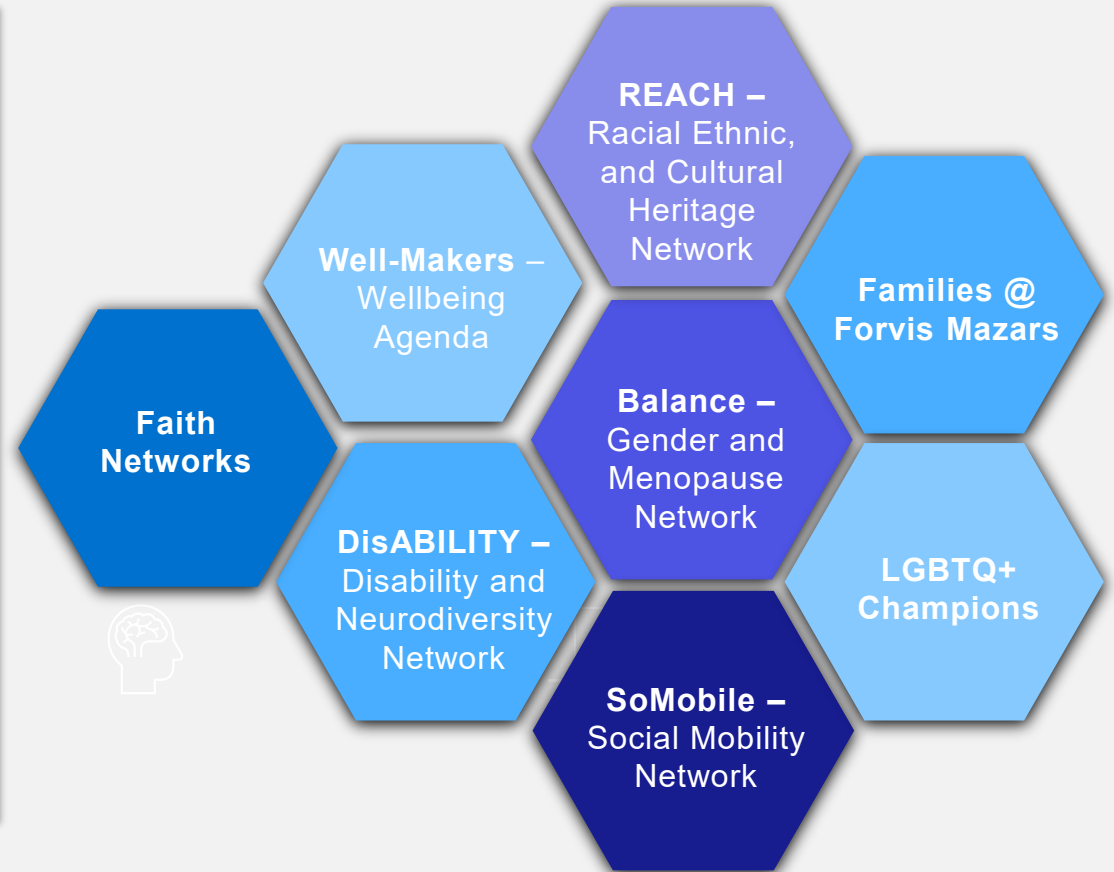 REACH –
Racial Ethnic,
and Cultural
Heritage
Network
Well-Makers –
Wellbeing
Agenda
Families @
Forvis Mazars
Faith
Networks
Balance –
Gender and
Menopause
Network
DisABILITY –
Disability and
Neurodiversity
Network
LGBTQ+
Champions
SoMobile –
Social Mobility
Network